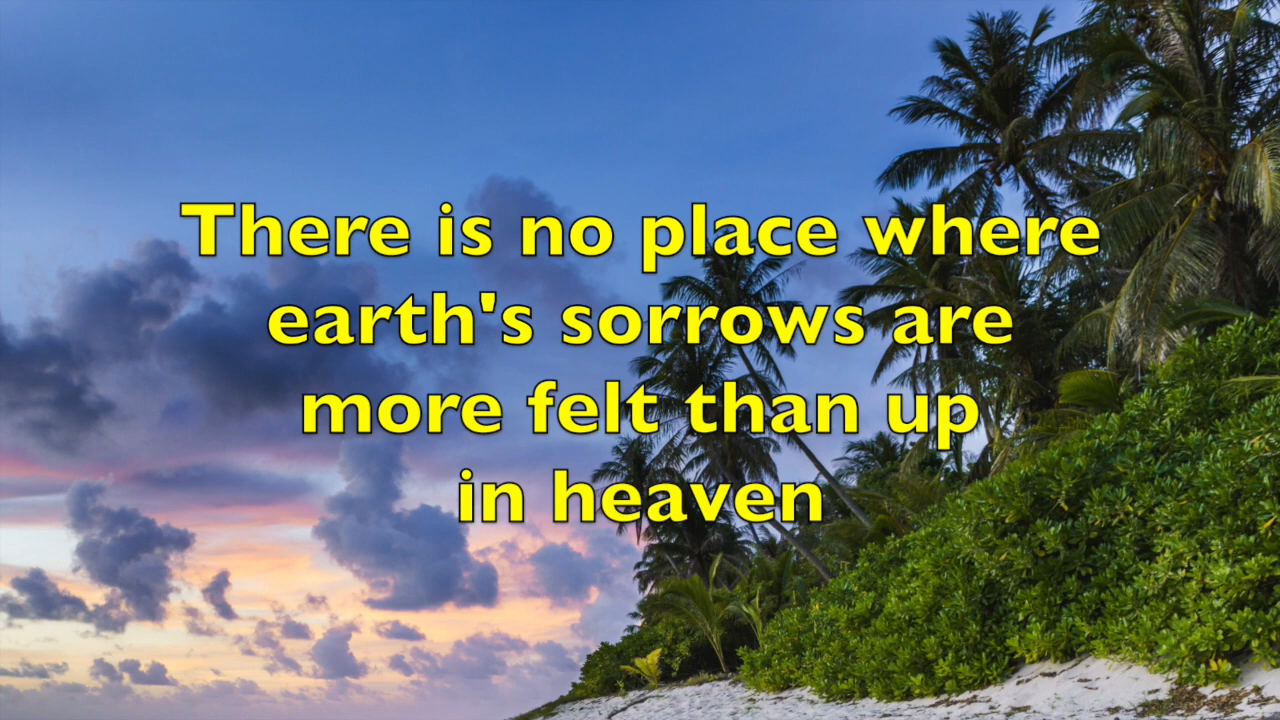 There is no place where
earth's sorrows are
more felt than up
in heaven